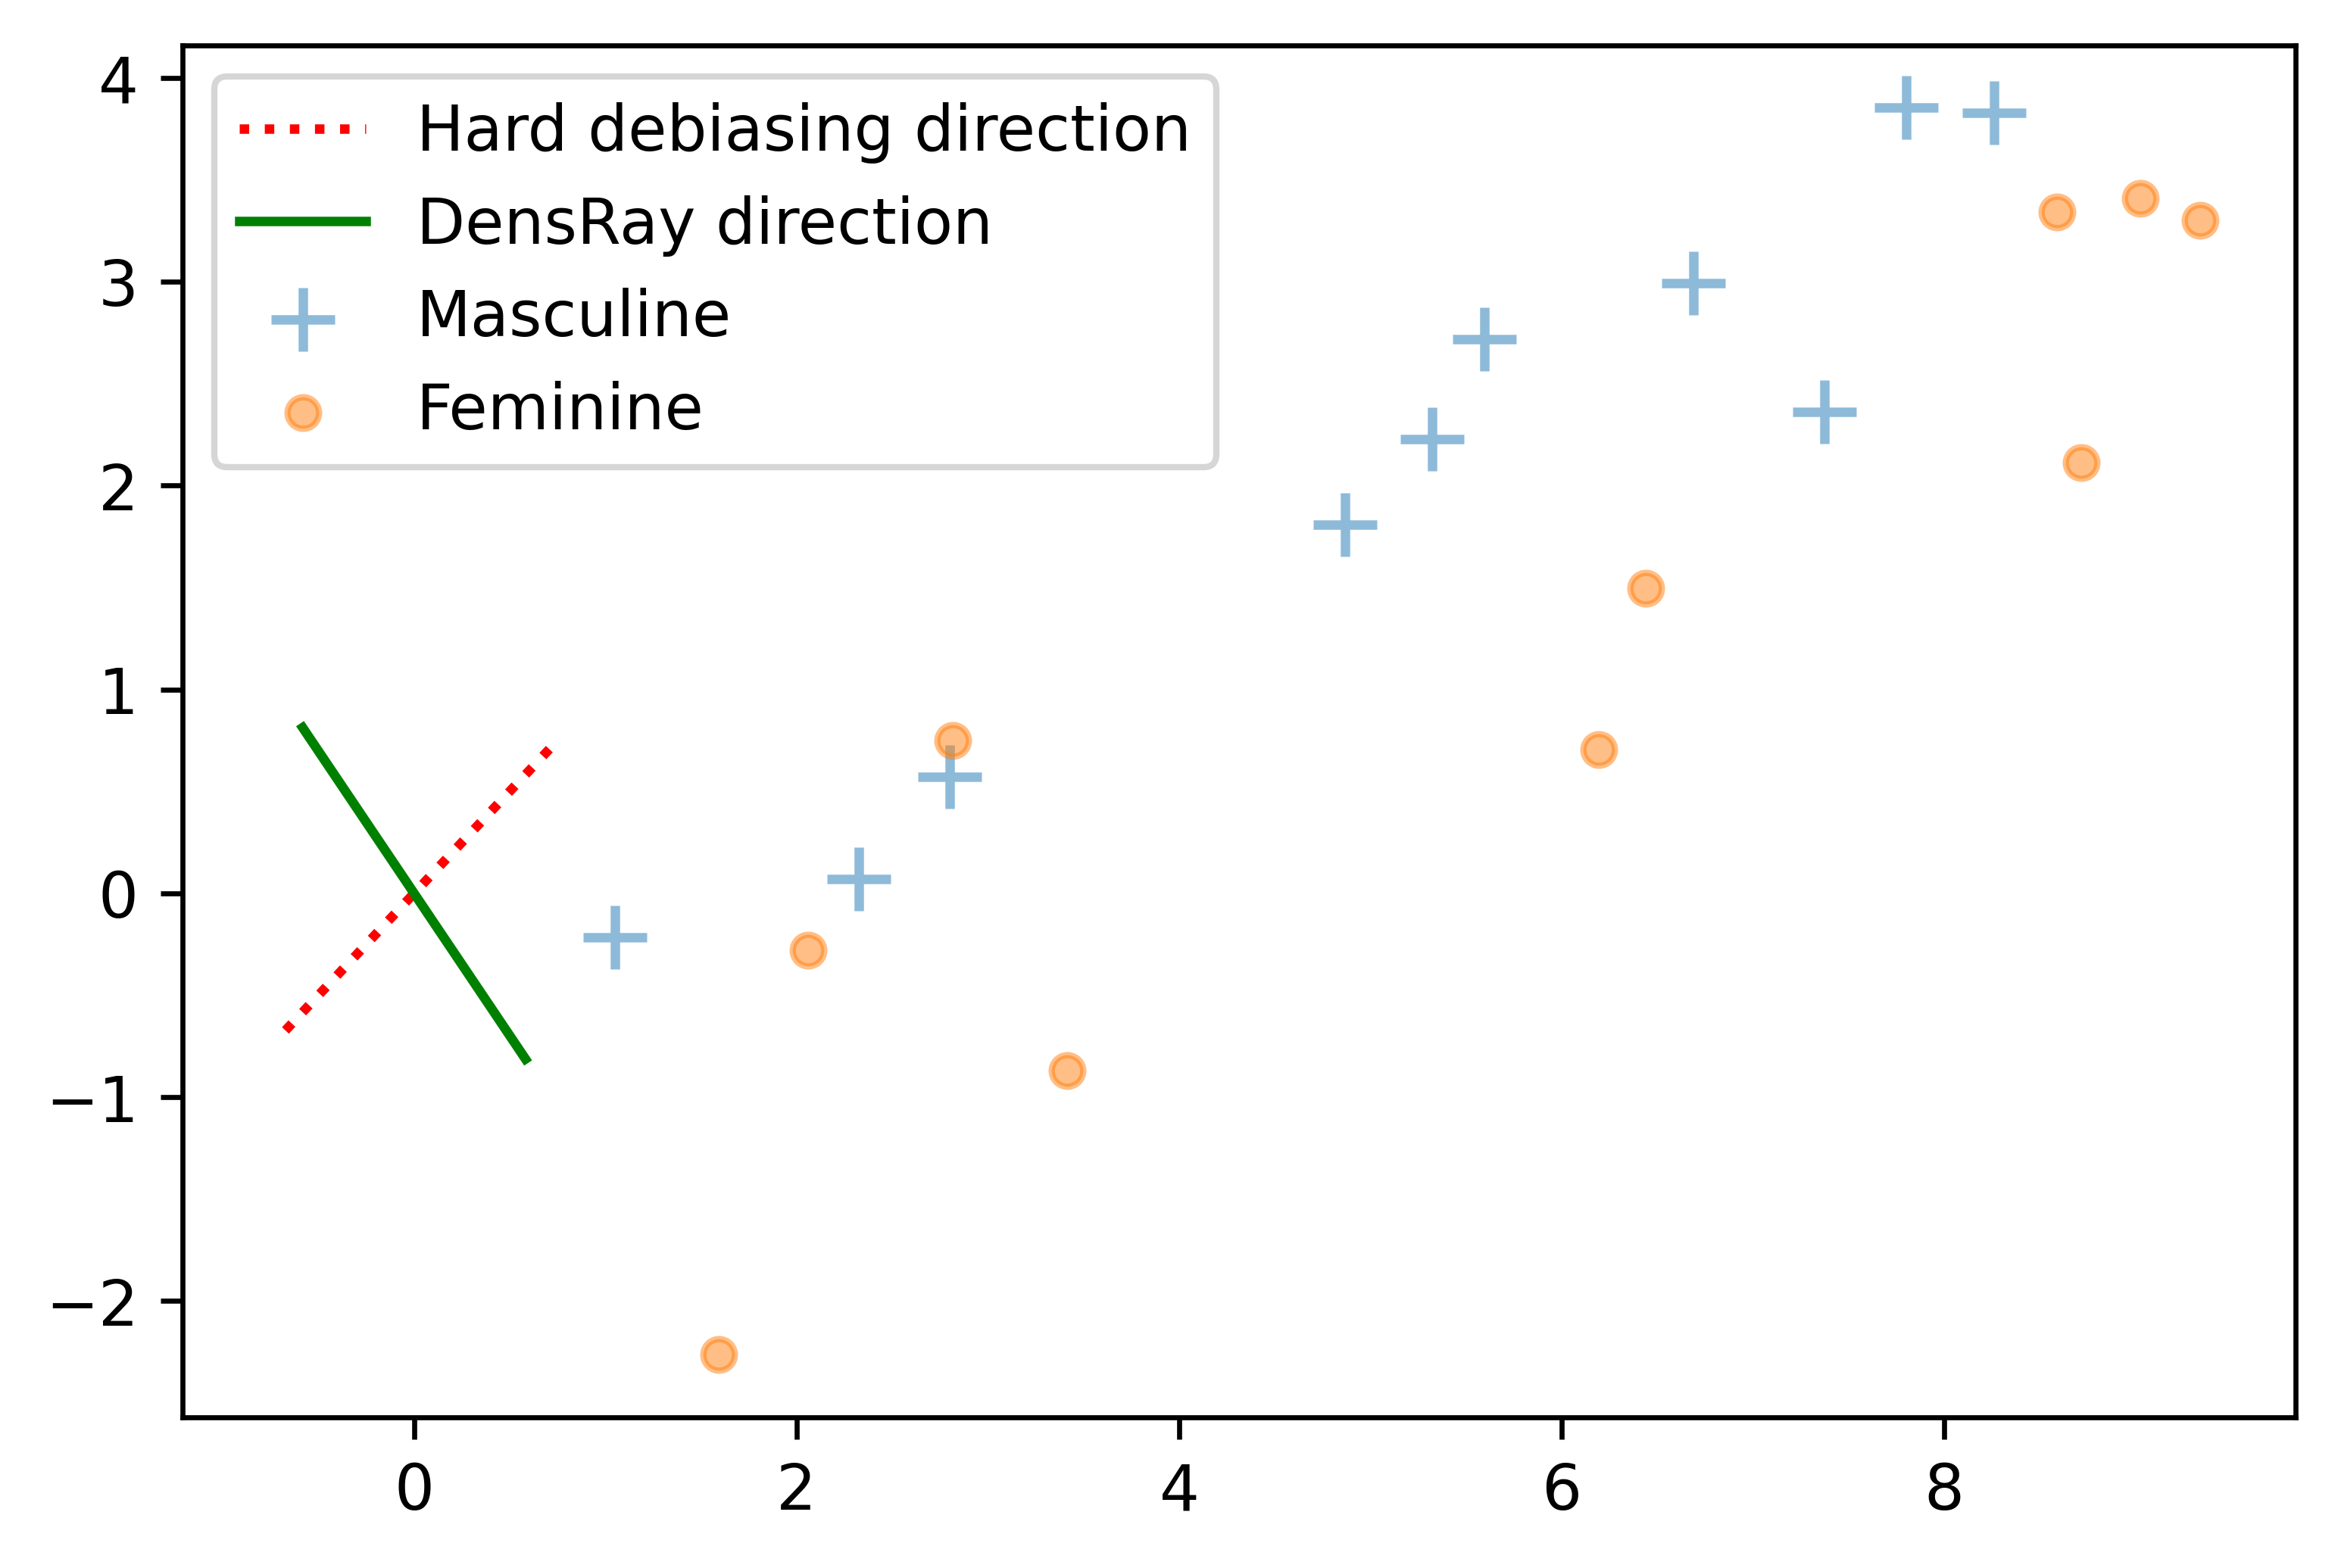 4
3
2
1
0
−1
−2
Hard debiasing direction
DensRay direction
Masculine
Feminine
0 2 4 6 8